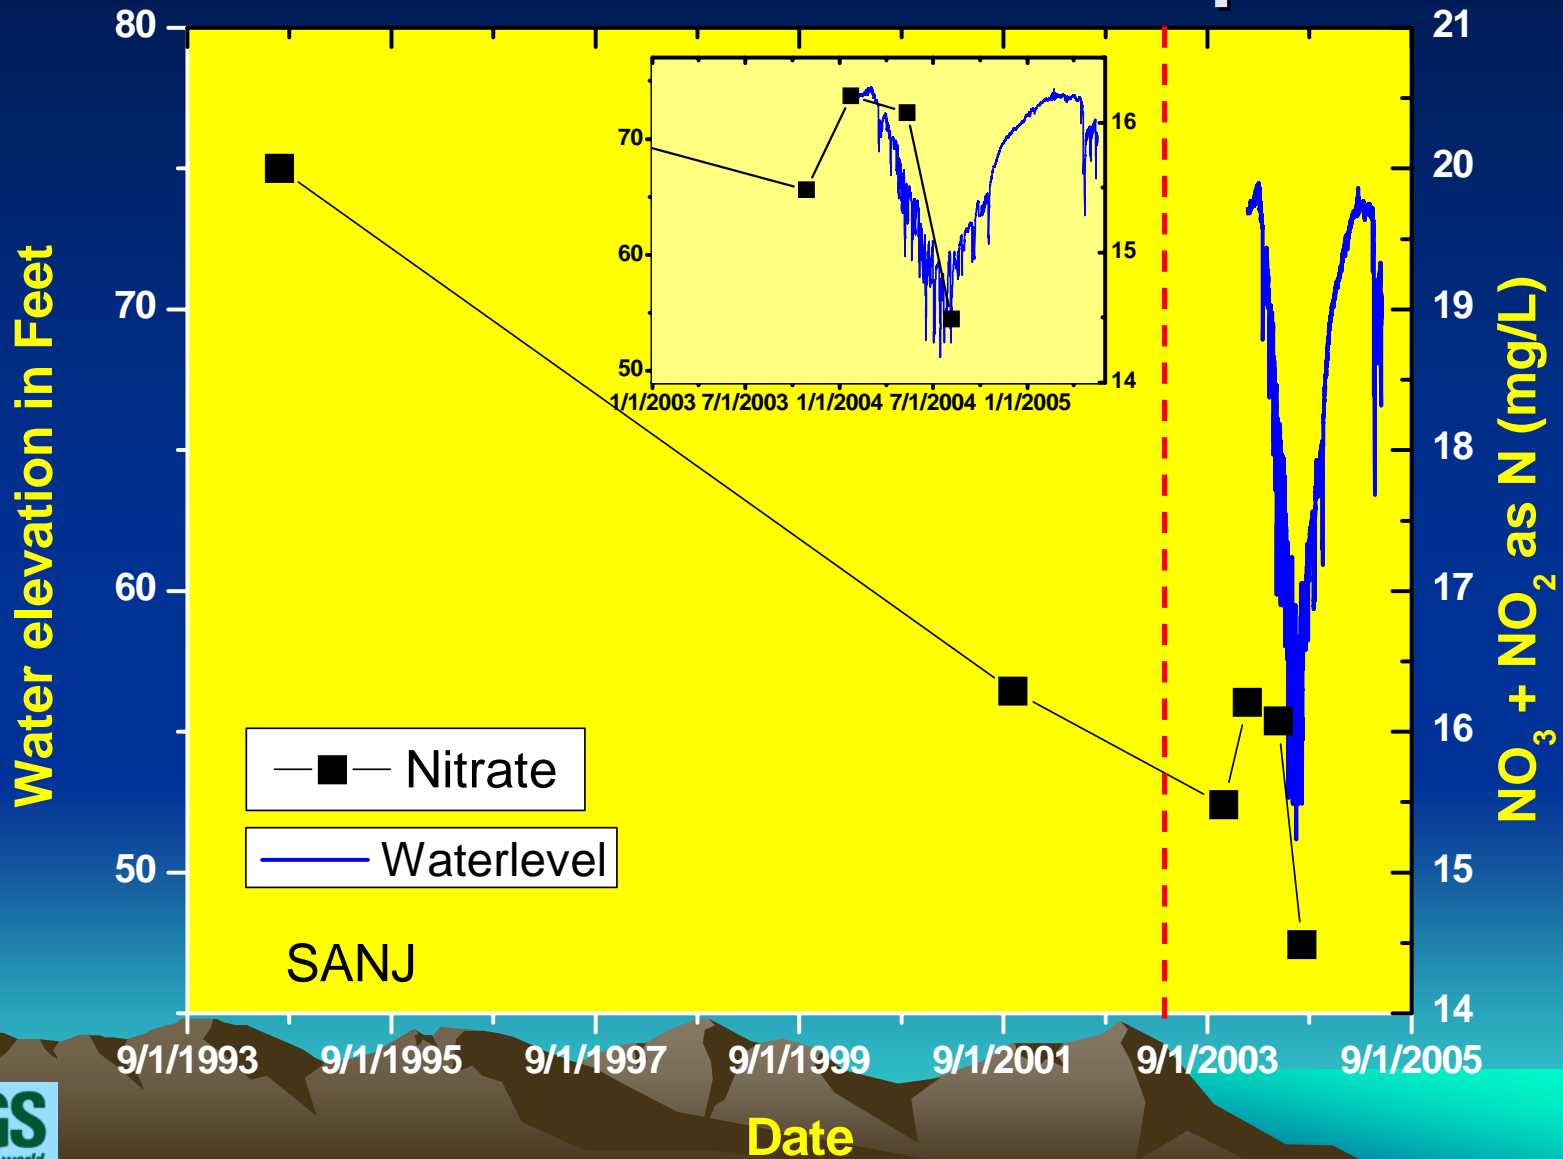 80
70
60
50
Water elevation in Feet
21
20
19
18
17
16
15
14
NO3 + NO2 as N (mg/L)
70
60
50
16
15
14
1/1/2003 7/1/2003 1/1/2004 7/1/2004 1/1/2005
Nitrate
Waterlevel
SANJ
9/1/1993 9/1/1995 9/1/1997 9/1/1999 9/1/2001 9/1/2003 9/1/2005
Date
GS
world